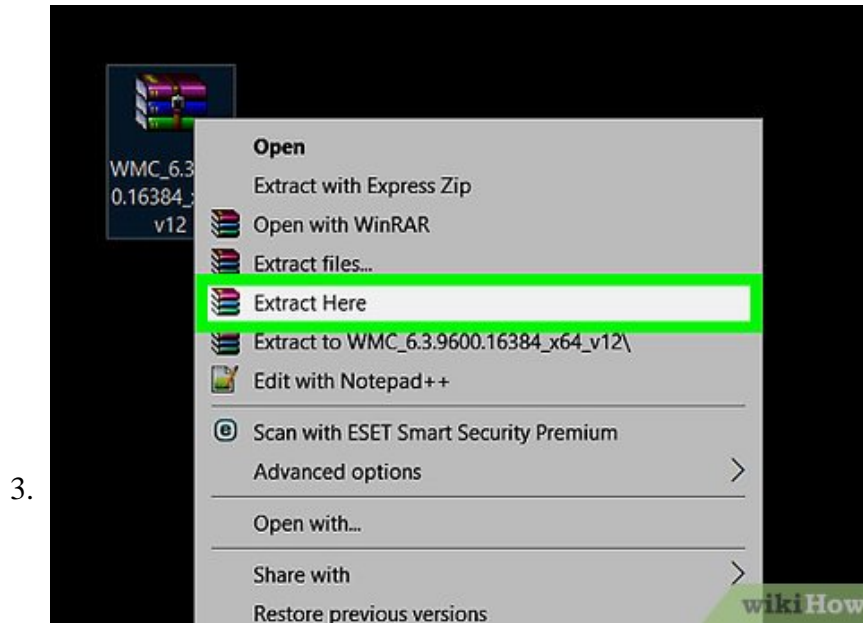 WMC_6.3
0.16384_
v12
Open
Extract with Express Zip
Open with WinRAR
Extract files...
Extract Here
Extract to WMC_6.3.9600.16384_x64_v12\
Edit with Notepad++
Scan with ESET Smart Security Premium
Advanced options
3.
Open with...
Share with
Restore previous versions
wikiHow